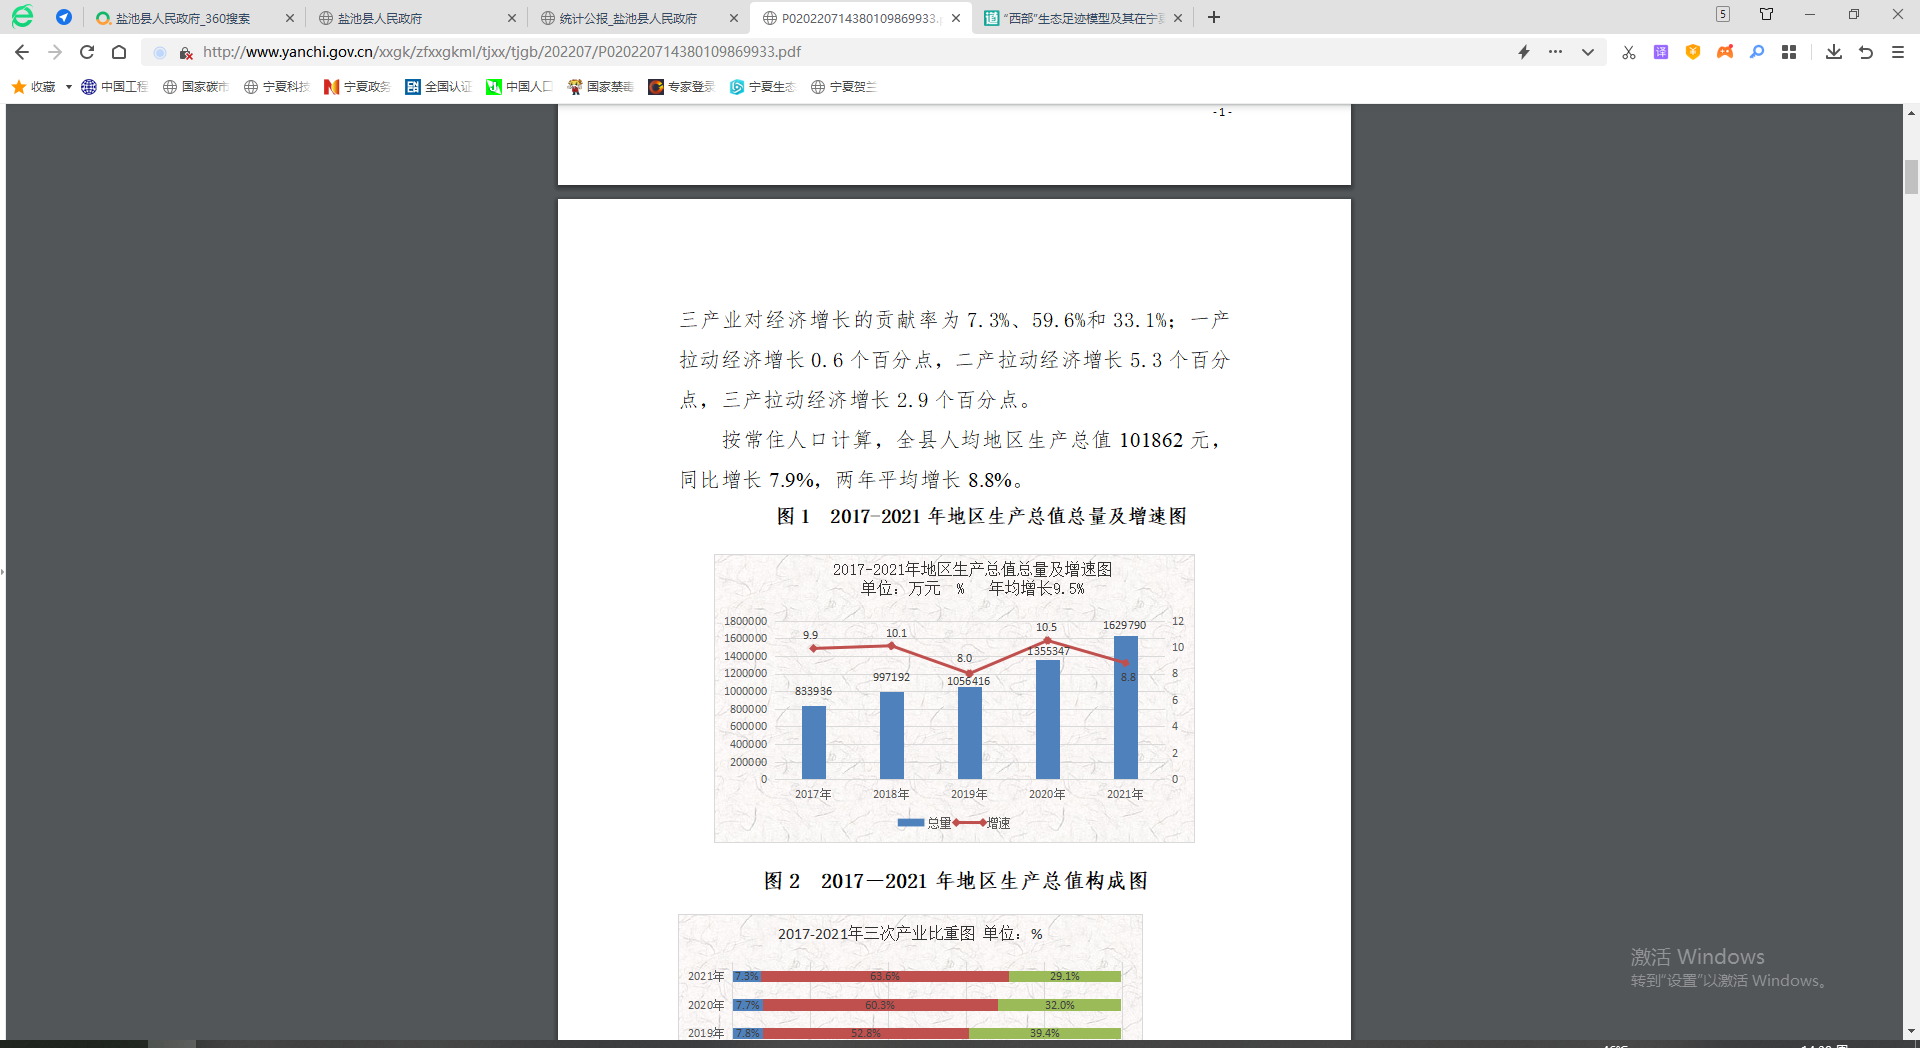 盐池县人民政府_360搜索
盐池县人民政府
统计公报_盐池县人民政府
P020220714380109869933.
"西部"生态足迹模型及其在宁
5
http://www.yanchi.gov.cn/xxgk/zfxxgkml/tjxx/tjgb/202207/P020220714380109869933.pdf
译
收藏
中国工程
国家碳市
宁夏科技
宁夏政务
全国认证
中国人口
国家禁毒
专家登录
宁夏生态
宁夏贺兰
- 1 -
三产业对经济增长的贡献率为 7.3%、59.6%和 33.1%；一产
拉动经济增长 0.6 个百分点，二产拉动经济增长 5.3 个百分
点，三产拉动经济增长 2.9 个百分点。
按常住人口计算，全县人均地区生产总值 101862 元，
同比增长 7.9%，两年平均增长 8.8%。
图 1 2017-2021 年地区生产总值总量及增速图
2017-2021年地区生产总值总量及增速图
单位：万元 % 年均增长9.5%
1800000
1600000
1400000
1200000
1000000
800000
600000
400000
200000
0
9.9
10.1
8.0
10.5
8.8
833936
997192
1056416
1355347
1629790
12
10
8
6
4
2
0
2017年
2018年
2019年
2020年
2021年
总量
增速
图 2 2017－2021 年地区生产总值构成图
2017-2021年三次产业比重图 单位：%
2021年 7.3% 63.6% 29.1%
2020年 7.7% 60.3% 32.0%
2019年 7.8% 52.8% 39.4%
激活 Windows
转到"设置"以激活 Windows。